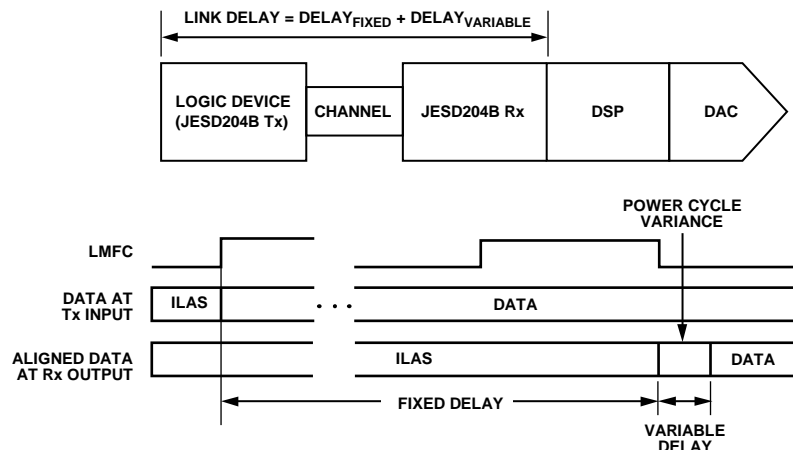 LINK DELAY = DELAYFIXED + DELAYVARIABLE
LOGIC DEVICE
(JESD204B Tx)
CHANNEL
JESD204B Rx
DSP
DAC
POWER CYCLE
VARIANCE
LMFC
DATA AT
Tx INPUT
ILAS
. . .
DATA
ALIGNED DATA
AT Rx OUTPUT
ILAS
DATA
FIXED DELAY
VARIABLE
DELAY